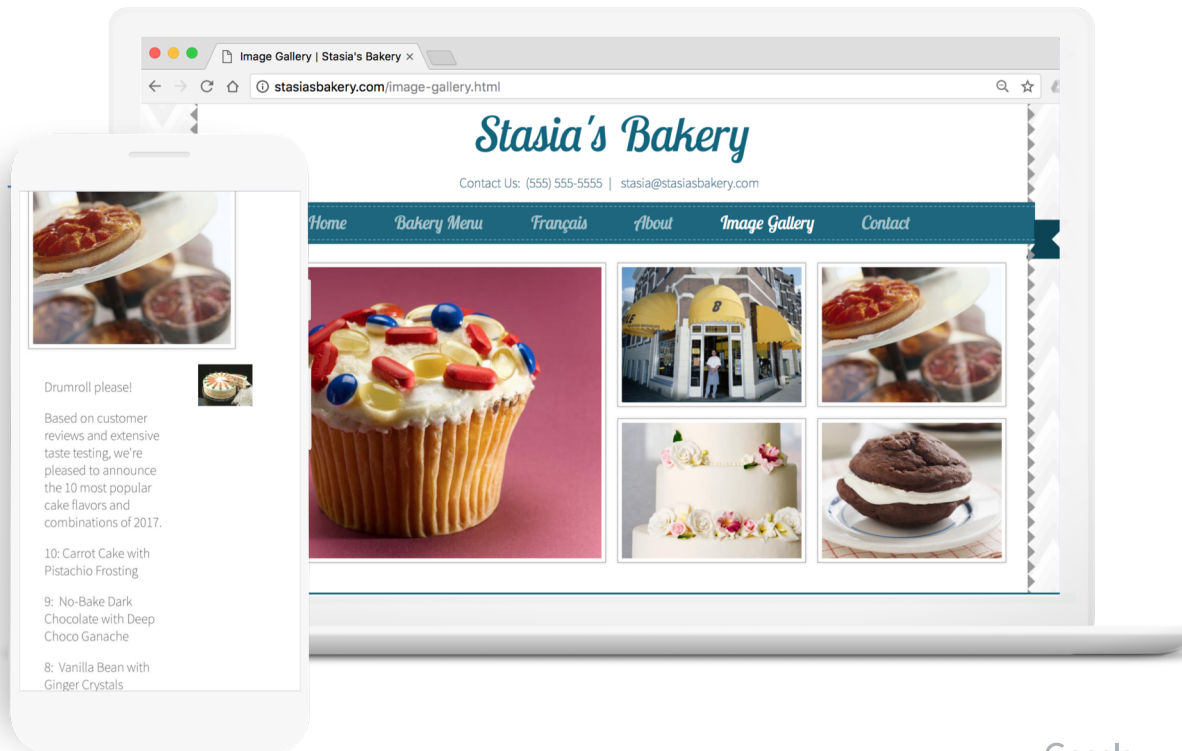 Image Gallery | Stasia's Bakery
stasiasbakery.com/image-gallery.html
Stasia's Bakery
Contact Us: (555) 555-5555 | stasia@stasiasbakery.com
Home Bakery Menu Français About Image Gallery Contact
8
Drumroll please!
Based on customer
reviews and extensive
taste testing, we're
pleased to announce
the 10 most popular
cake flavors and
combinations of 2017.
10: Carrot Cake with
Pistachio Frosting
9: No-Bake Dark
Chocolate with Deep
Choco Ganache
8: Vanilla Bean with
Ginger Crystals